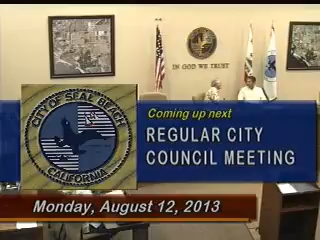 IN GOD WE TRUST
CITY OF SEAL BEACH
CALIFORNIA
Coming up next
REGULAR CITY
COUNCIL MEETING
Monday, August 12, 2013